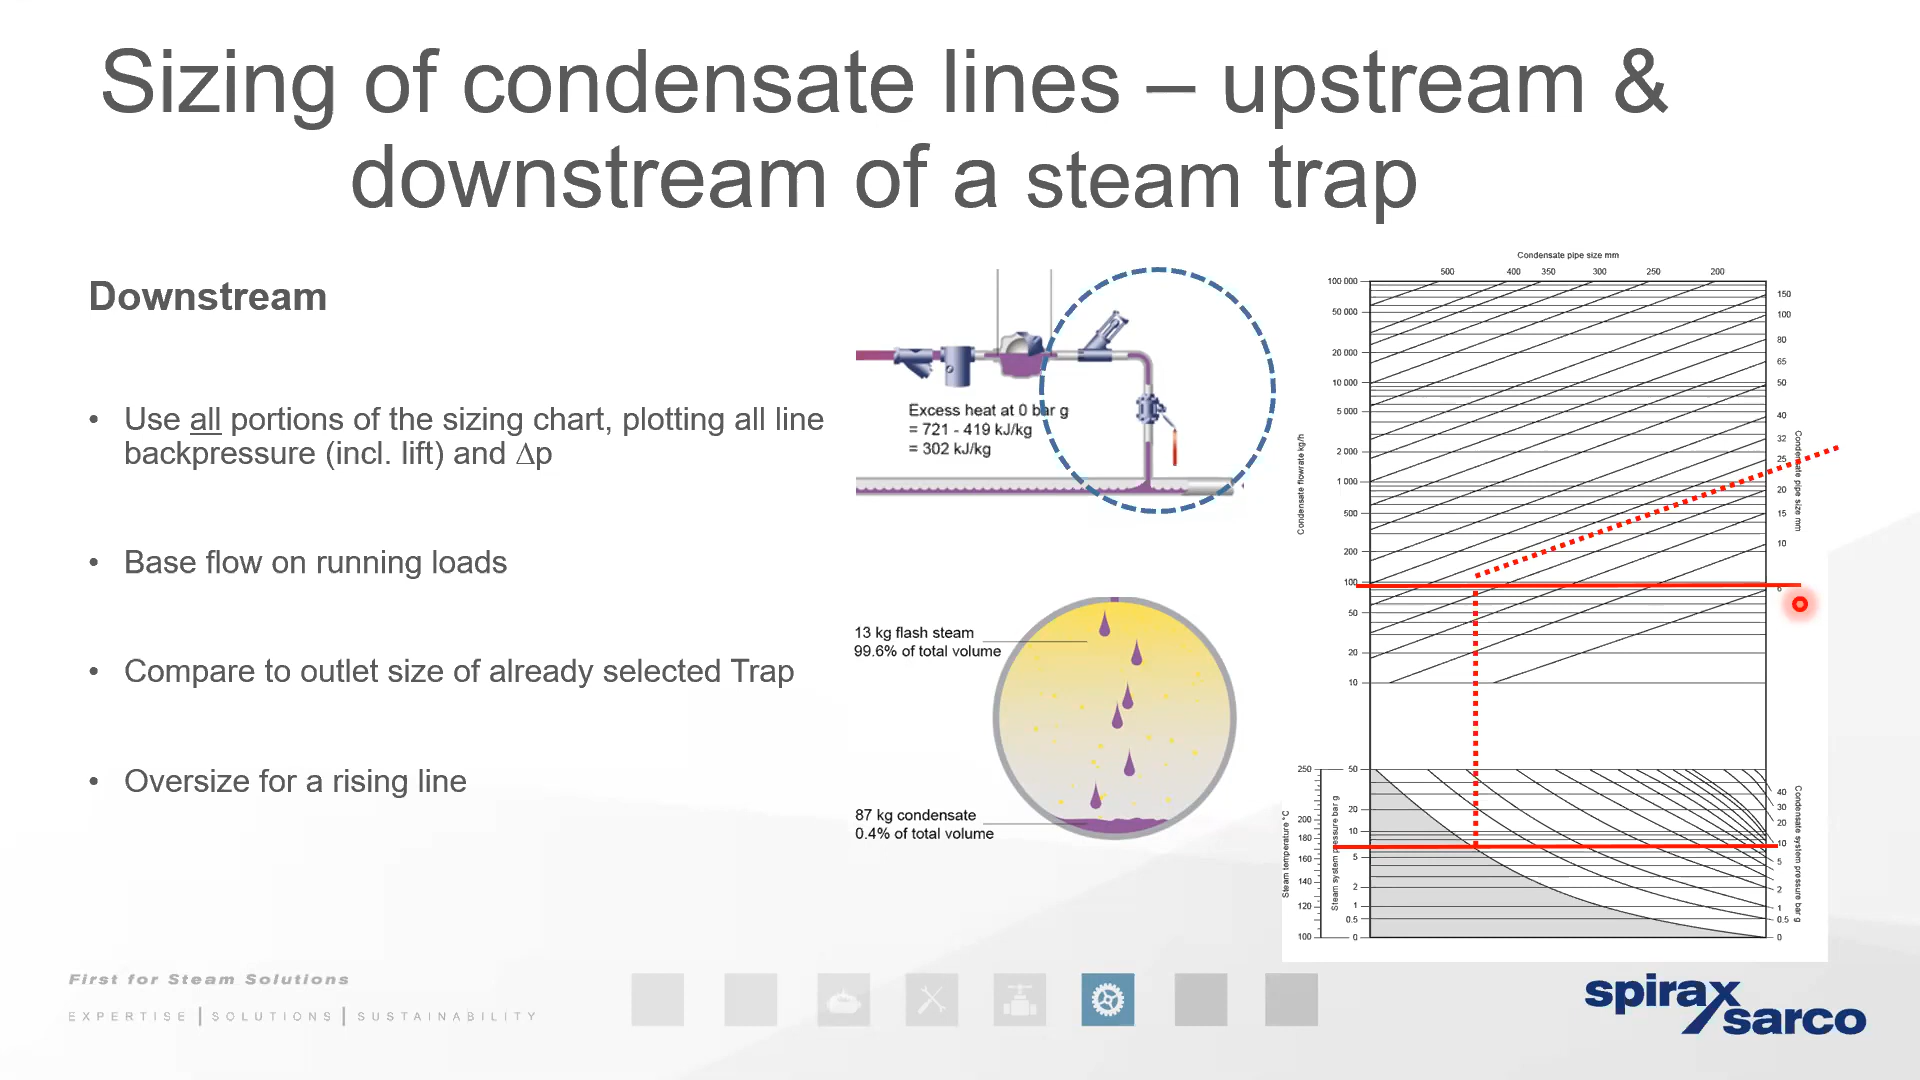 Sizing of condensate lines – upstream &
downstream of a steam trap
Downstream
• Use all portions of the sizing chart, plotting all line
backpressure (incl. lift) and Δp
• Base flow on running loads
• Compare to outlet size of already selected Trap
• Oversize for a rising line
Excess heat at 0 bar g
= 721 - 419 kJ/kg
= 302 kJ/kg
13 kg flash steam
99.6% of total volume
87 kg condensate
0.4% of total volume
Condensate pipe size mm
500 400 350 300 250 200
100 000
50 000
20 000
10 000
5 000
2 000
1 000
500
200
100
50
20
10
Condensate flowrate kg/h
150
100
80
65
50
40
32
25
20
15
10
6
Condensate pipe size mm
250
200
180
160
140
120
100
Steam temperature °C
50
20
10
5
2
1
0.5
0
Steam system pressure bar g
40
30
20
10
5
2
1
0.5
0
Condensate system pressure bar g
First for Steam Solutions
EXPERTISE | SOLUTIONS | SUSTAINABILITY
spirax
sarco